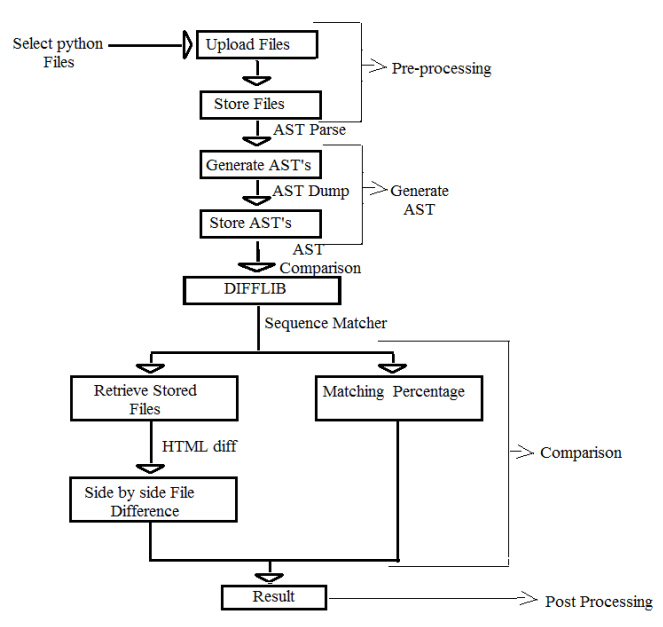 Select python
Files
Upload Files
Pre-processing
Store Files
AST Parse
Generate AST's
AST Dump
Generate
AST
Store AST's
AST
Comparison
DIFFLIB
Sequence Matcher
Retrieve Stored
Files
Matching Percentage
HTML diff
Comparison
Side by side File
Difference
Result
Post Processing